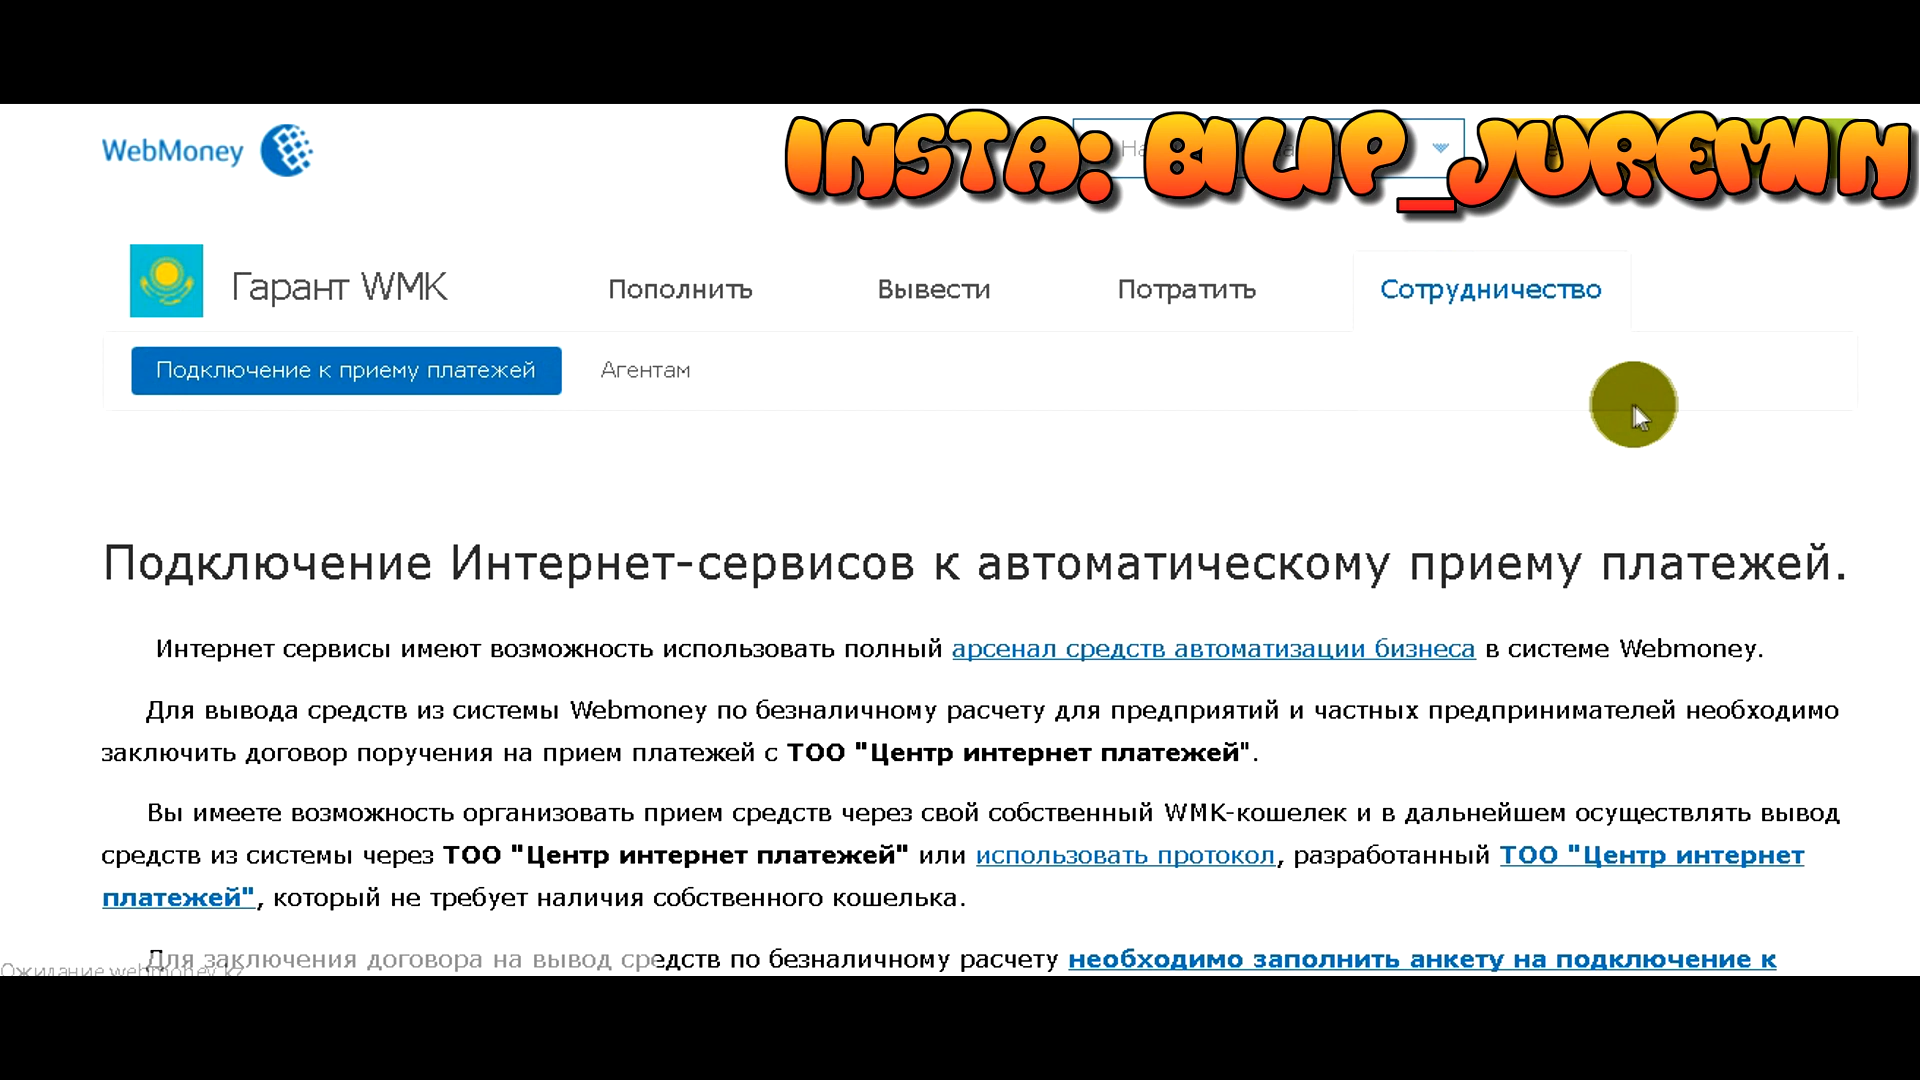 WebMoney
INSTA: BIUP_JUREMIN
Гарант WMK
Пополнить
Вывести
Потратить
Сотрудничество
Подключение к приему платежей
Агентам
Подключение Интернет-сервисов к автоматическому приему платежей.
Интернет сервисы имеют возможность использовать полный арсенал средств автоматизации бизнеса в системе Webmoney.
Для вывода средств из системы Webmoney по безналичному расчету для предприятий и частных предпринимателей необходимо
заключить договор поручения на прием платежей с ТОО "Центр интернет платежей".
Вы имеете возможность организовать прием средств через свой собственный WMK-кошелек и в дальнейшем осуществлять вывод
средств из системы через ТОО "Центр интернет платежей" или использовать протокол, разработанный ТОО "Центр интернет
платежей", который не требует наличия собственного кошелька.
Для заключения договора на вывод средств по безналичному расчету необходимо заполнить анкету на подключение к
Ожидание webmoney.kz